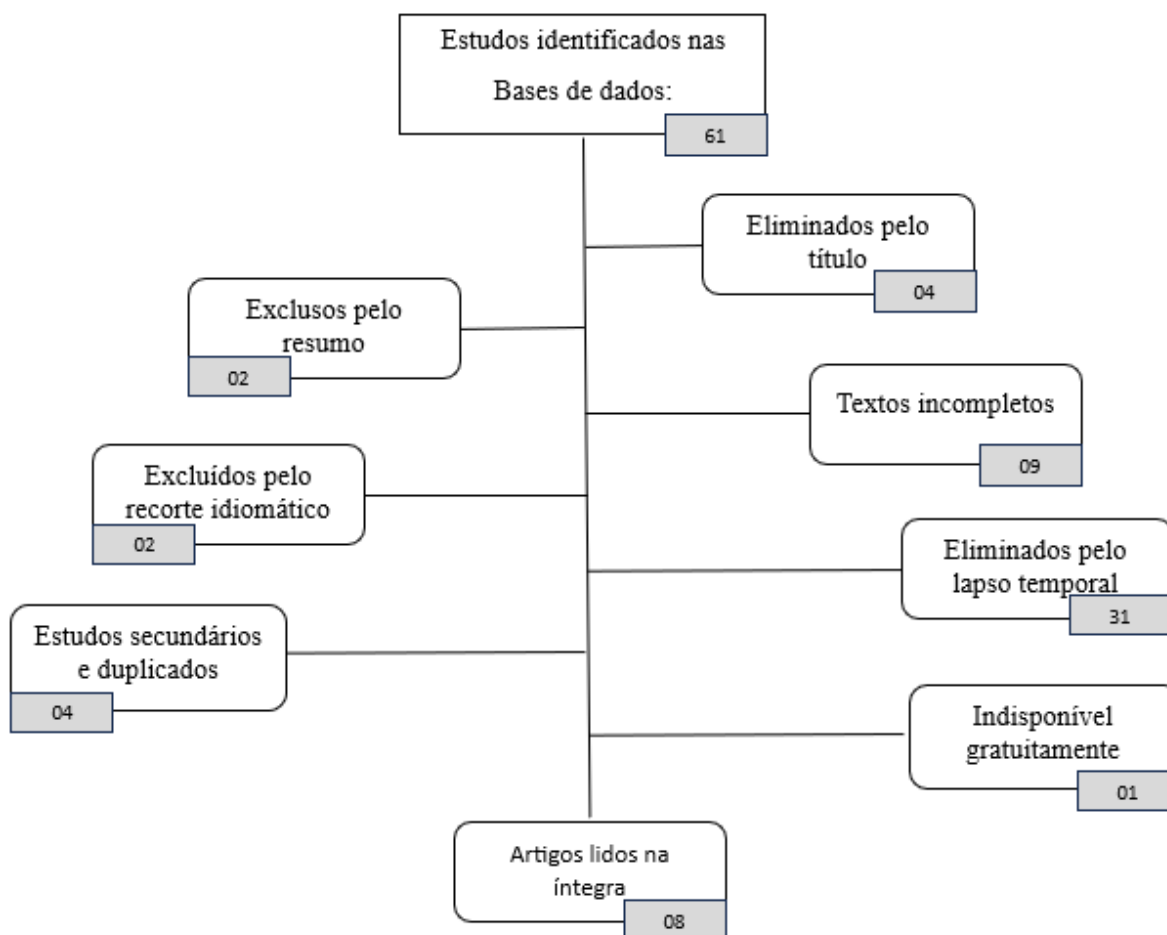 Estudos identificados nas
Bases de dados:
61
Eliminados pelo
título
04
Exclusos pelo
resumo
02
Textos incompletos
09
Excluídos pelo
recorte idiomático
02
Eliminados pelo
lapso temporal
31
Estudos secundários
e duplicados
04
Indisponível
gratuitamente
01
Artigos lidos na
íntegra
08